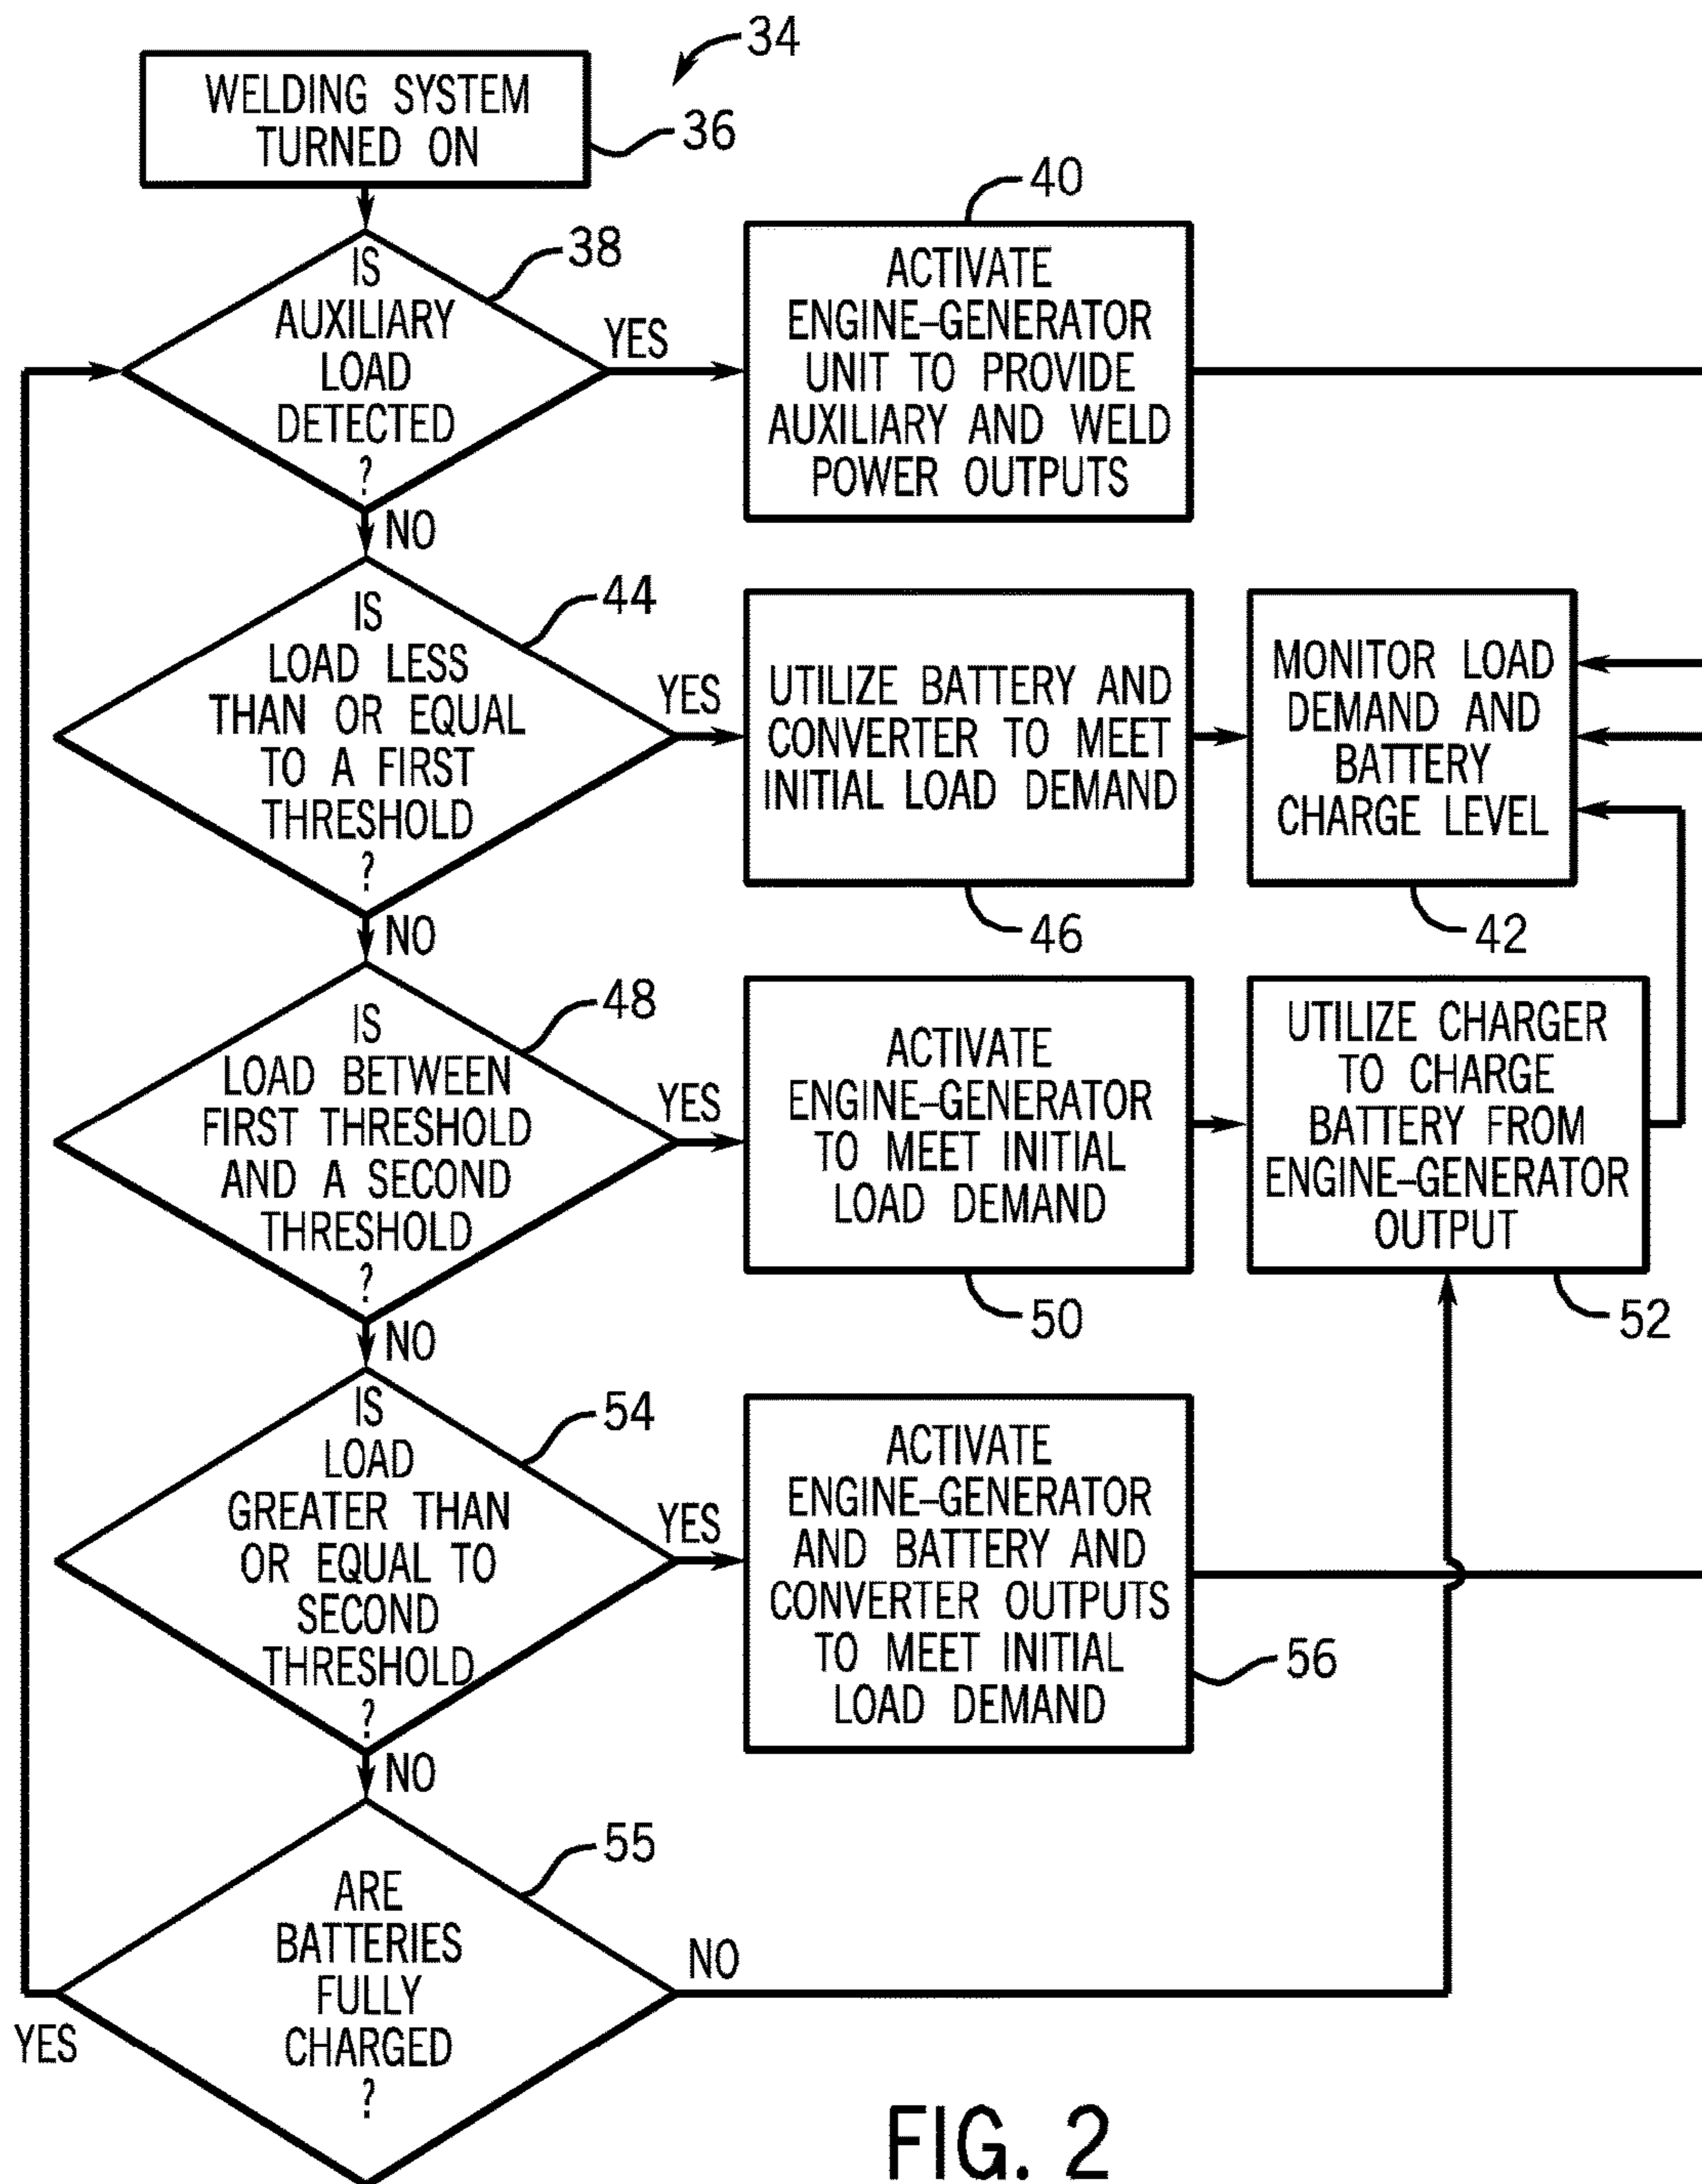 34
WELDING SYSTEM
TURNED ON
36
IS
AUXILIARY
LOAD
DETECTED
?
38
YES
NO
40
ACTIVATE
ENGINE–GENERATOR
UNIT TO PROVIDE
AUXILIARY AND WELD
POWER OUTPUTS
IS
LOAD LESS
THAN OR EQUAL
TO A FIRST
THRESHOLD
?
44
YES
NO
UTILIZE BATTERY AND
CONVERTER TO MEET
INITIAL LOAD DEMAND
46
MONITOR LOAD
DEMAND AND
BATTERY
CHARGE LEVEL
42
IS
LOAD BETWEEN
FIRST THRESHOLD
AND A SECOND
THRESHOLD
?
48
YES
NO
ACTIVATE
ENGINE–GENERATOR
TO MEET INITIAL
LOAD DEMAND
50
UTILIZE CHARGER
TO CHARGE
BATTERY FROM
ENGINE–GENERATOR
OUTPUT
52
IS
LOAD
GREATER THAN
OR EQUAL TO
SECOND
THRESHOLD
?
54
YES
NO
ACTIVATE
ENGINE–GENERATOR
AND BATTERY AND
CONVERTER OUTPUTS
TO MEET INITIAL
LOAD DEMAND
56
ARE
BATTERIES
FULLY
CHARGED
?
55
NO
YES
FIG. 2